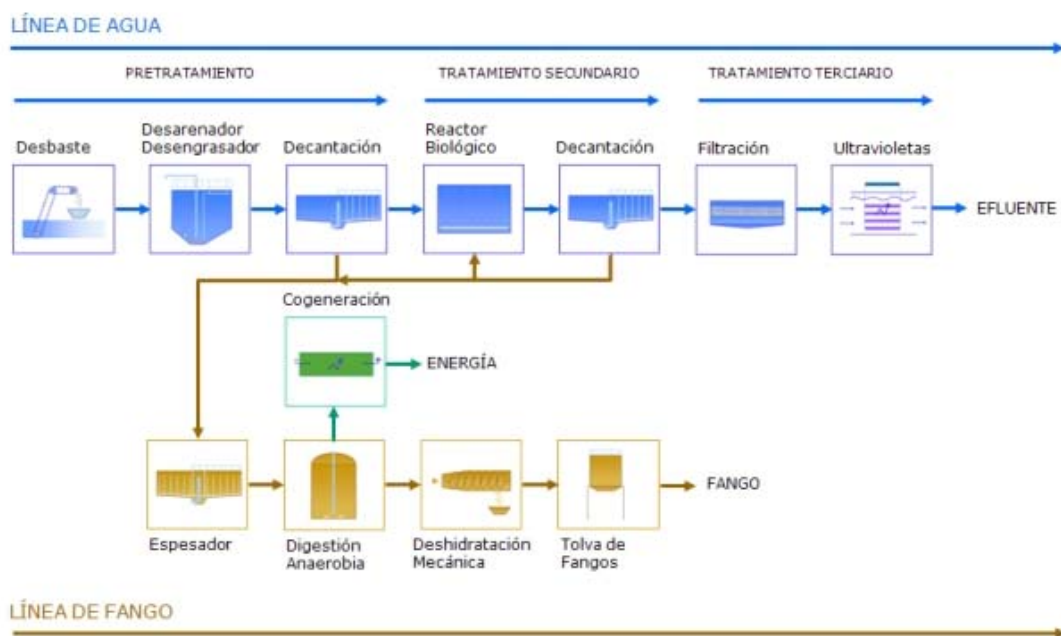 LÍNEA DE AGUA
PRETRATAMIENTO
TRATAMIENTO SECUNDARIO
TRATAMIENTO TERCIARIO
Desbaste
Desarenador
Desengrasador
Decantación
Reactor
Biológico
Decantación
Filtración
Ultravioletas
EFLUENTE
Cogeneración
ENERGÍA
FANGO
Espesador
Digestión
Anaerobia
Deshidratación
Mecánica
Tolva de
Fangos
LÍNEA DE FANGO